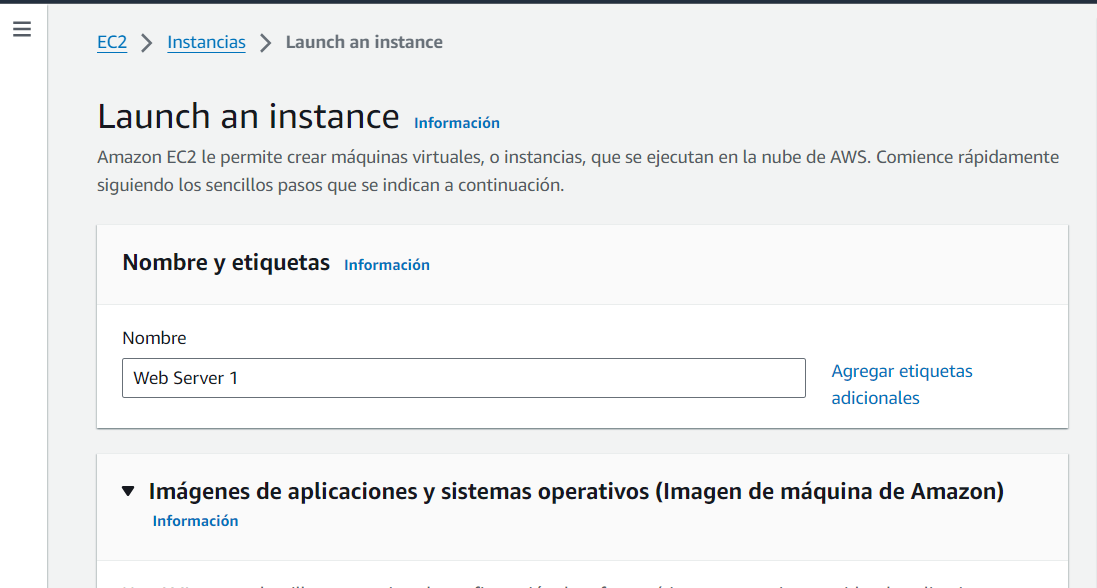 EC2 > Instancias > Launch an instance
Launch an instance Información
Amazon EC2 le permite crear máquinas virtuales, o instancias, que se ejecutan en la nube de AWS. Comience rápidamente
siguiendo los sencillos pasos que se indican a continuación.
Nombre y etiquetas Información
Nombre
Web Server 1
Agregar etiquetas
adicionales
Imágenes de aplicaciones y sistemas operativos (Imagen de máquina de Amazon)
Información